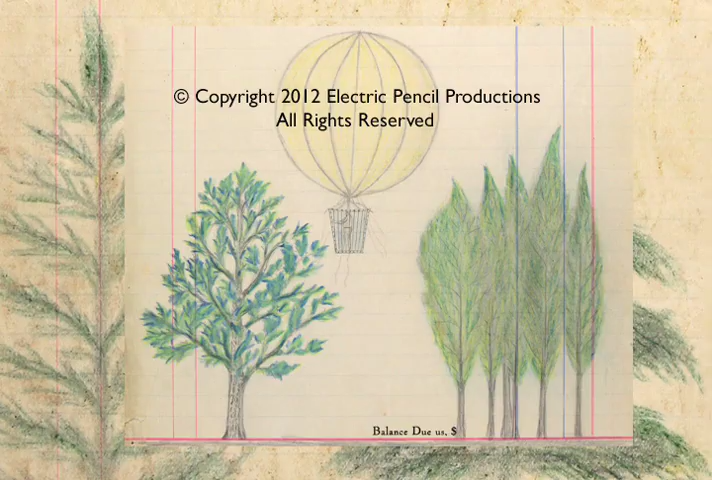 © Copyright 2012 Electric Pencil Productions
All Rights Reserved
Balance Due us, $